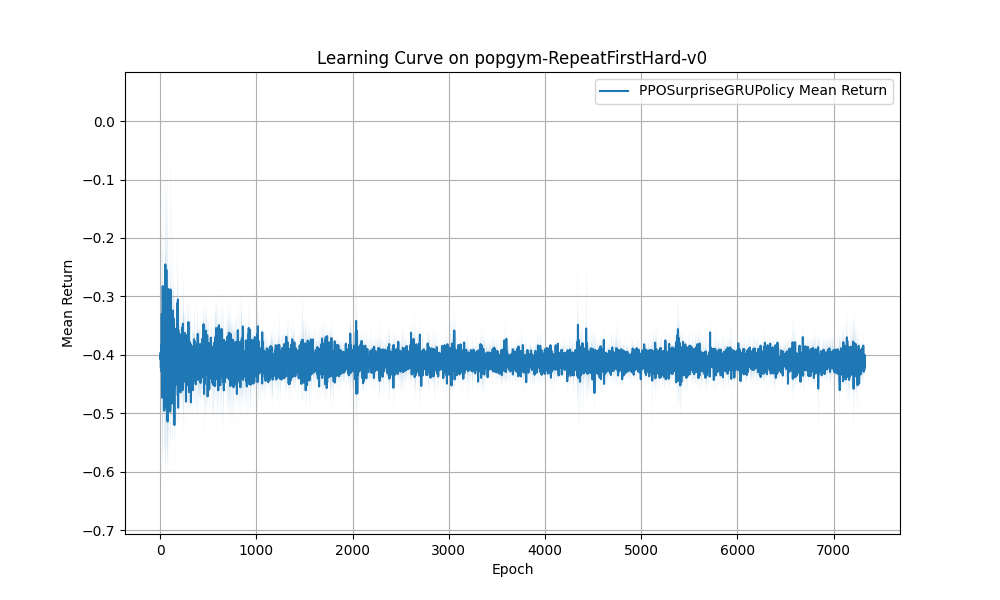 Learning Curve on popgym-RepeatFirstHard-v0
PPOSurpriseGRUPolicy Mean Return
Mean Return
0.0
−0.1
−0.2
−0.3
−0.4
−0.5
−0.6
−0.7
0 1000 2000 3000 4000 5000 6000 7000
Epoch